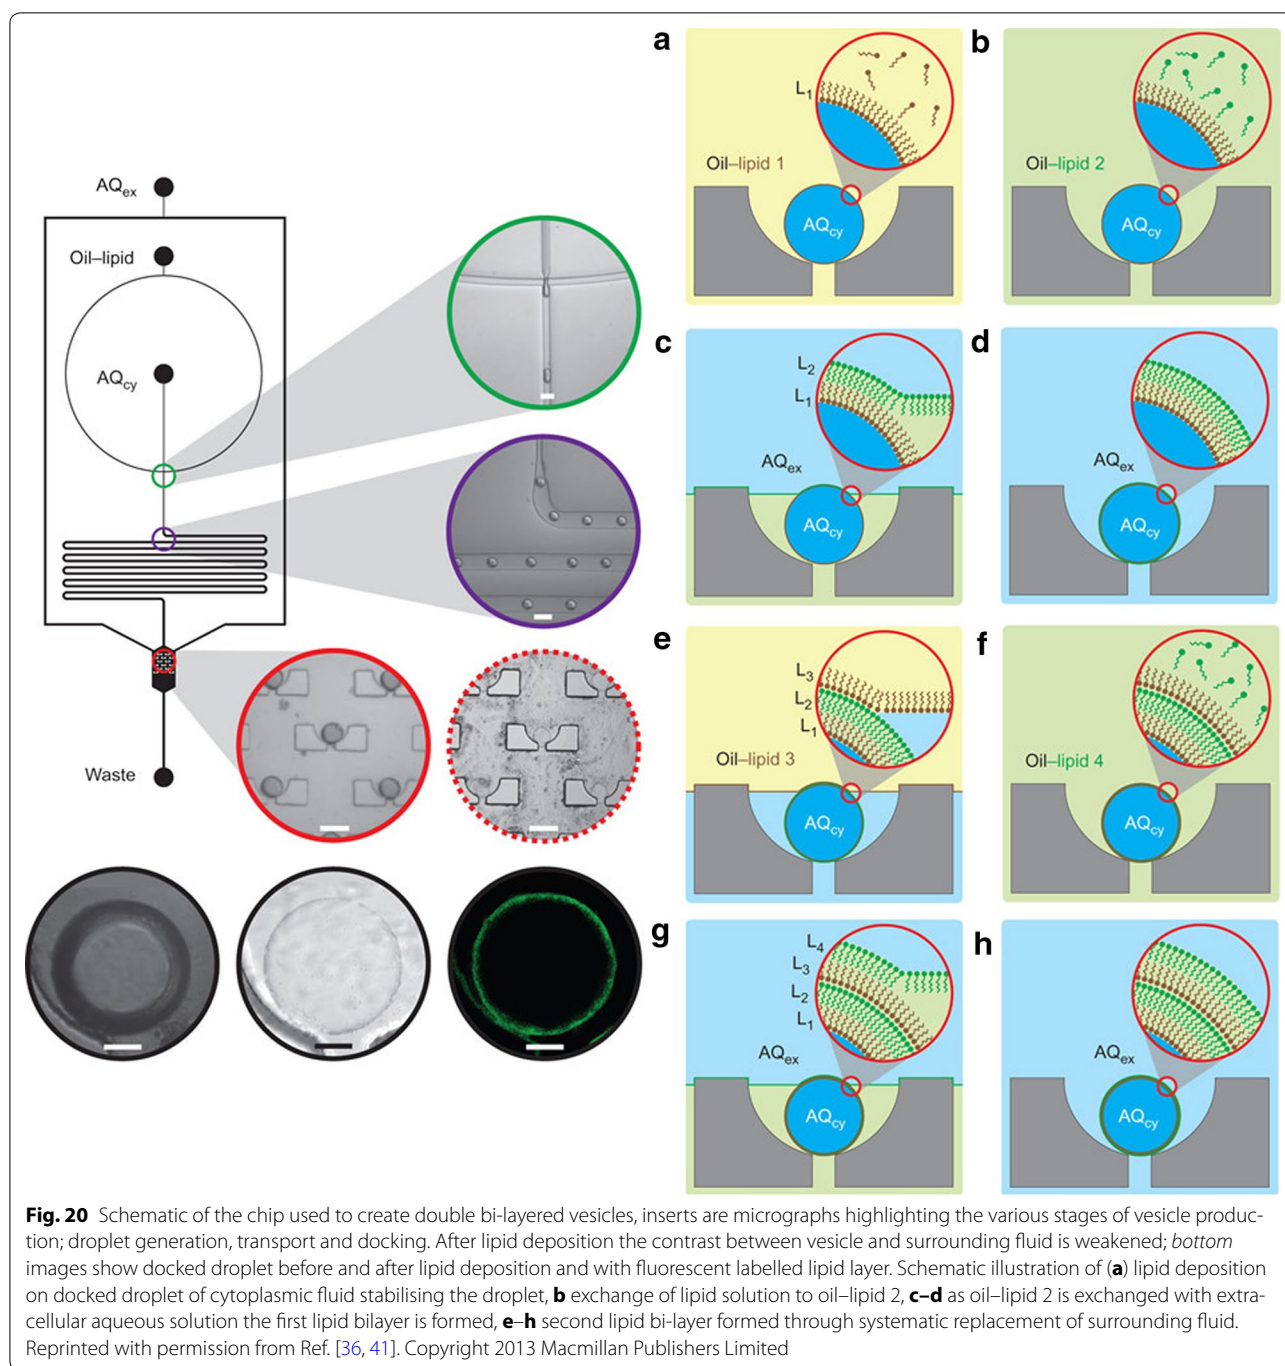 AQex
Oil–lipid
AQcy
Waste
a
L1
Oil–lipid 1
AQcy
b
Oil–lipid 2
AQcy
c
L2
L1
AQex
AQcy
d
AQex
AQcy
e
L3
L2
L1
Oil–lipid 3
AQcy
f
Oil–lipid 4
AQcy
g
L4
L3
L2
L1
AQex
AQcy
h
AQex
AQcy
Fig. 20 Schematic of the chip used to create double bi-layered vesicles, inserts are micrographs highlighting the various stages of vesicle produc-
tion; droplet generation, transport and docking. After lipid deposition the contrast between vesicle and surrounding fluid is weakened; bottom
images show docked droplet before and after lipid deposition and with fluorescent labelled lipid layer. Schematic illustration of (a) lipid deposition
on docked droplet of cytoplasmic fluid stabilising the droplet, b exchange of lipid solution to oil–lipid 2, c–d as oil–lipid 2 is exchanged with extra-
cellular aqueous solution the first lipid bilayer is formed, e–h second lipid bi-layer formed through systematic replacement of surrounding fluid.
Reprinted with permission from Ref. [36, 41]. Copyright 2013 Macmillan Publishers Limited